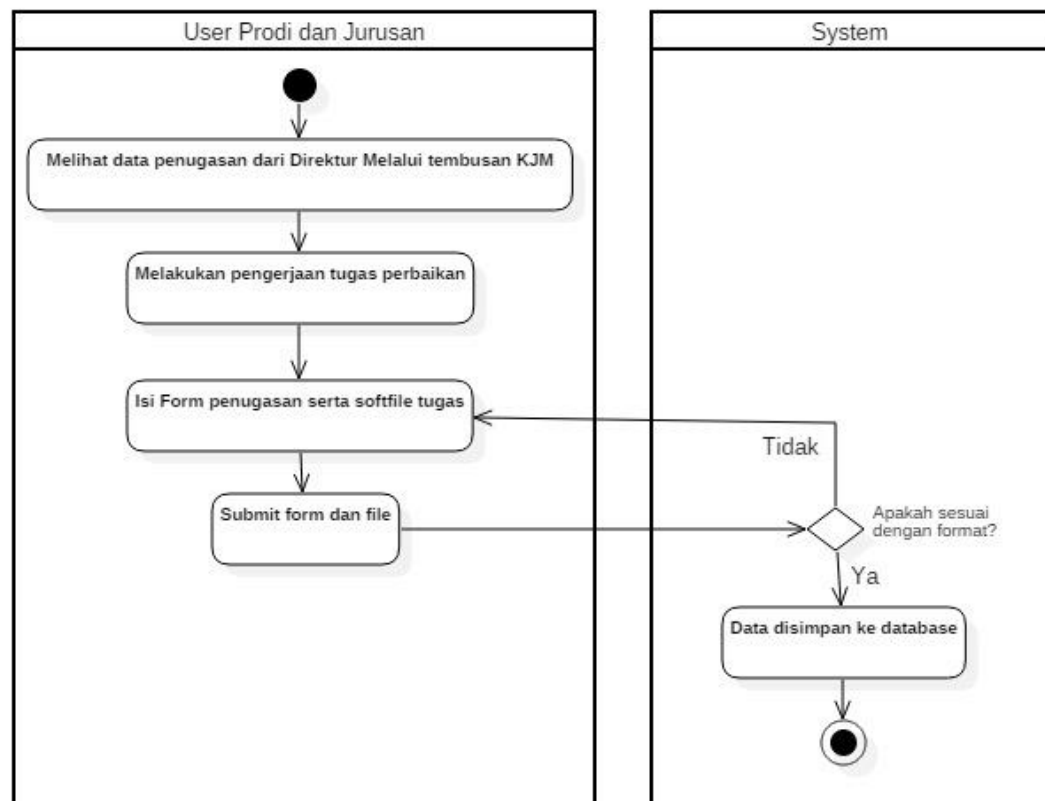 User Prodi dan Jurusan
System
Melihat data penugasan dari Direktur Melalui tembusan KJM
Melakukan pengerjaan tugas perbaikan
Isi Form penugasan serta softfile tugas
Tidak
Submit form dan file
Apakah sesuai
dengan format?
Ya
Data disimpan ke database